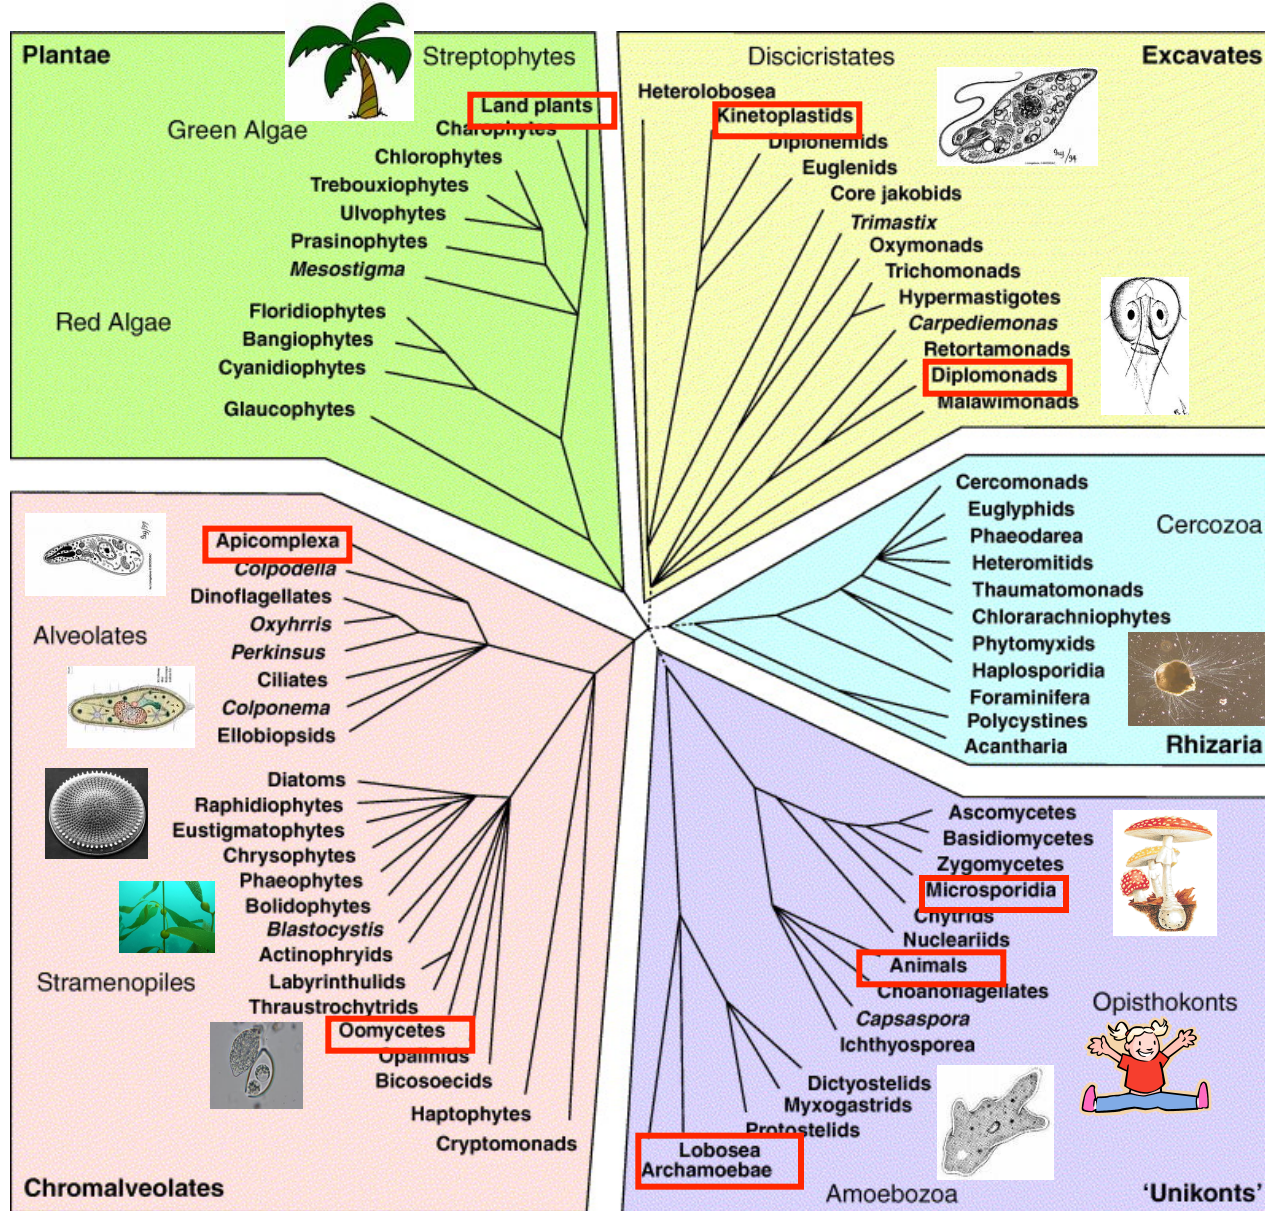 Plantae
Streptophytes
Land plants
Green Algae
Charophytes
Chlorophytes
Trebouxiophytes
Ulvophytes
Prasinophytes
Mesostigma
Red Algae
Floridiophytes
Bangiophytes
Cyanidiophytes
Glaucophytes
Discicristates
Excavates
Heterolobosea
Kinetoplastids
Diplonemids
Euglenids
Core jakobids
Trimastix
Oxymonads
Trichomonads
Hypermastigotes
Carpediemonas
Retortamonads
Diplomonads
Malawimonads
Cercomonads
Euglyphids
Cercozoa
Phaeodarea
Heteromitids
Thaumatomonads
Chlorarachniophytes
Phytomyxids
Haplosporidia
Foraminifera
Polycystines
Acantharia
Rhizaria
Apicomplexa
Colpodella
Dinoflagellates
Alveolates
Oxyhrris
Perkinsus
Ciliates
Colponema
Ellobiopsids
Diatoms
Raphidiophytes
Eustigmatophytes
Chrysophytes
Phaeophytes
Bolidophytes
Blastocystis
Actinophryids
Stramenopiles
Labyrinthulids
Thraustrochytrids
Oomycetes
Opalinids
Bicosoecids
Haptophytes
Cryptomonads
Chromalveolates
Ascomycetes
Basidiomycetes
Zygomycetes
Microsporidia
Chytrids
Nucleariids
Animals
Choanoflagellates
Opisthokonts
Capsaspora
Ichthyosporea
Dictyostelids
Myxogastrids
Protostelids
Lobosea
Archamoebae
Amoebozoa
'Unikonts'